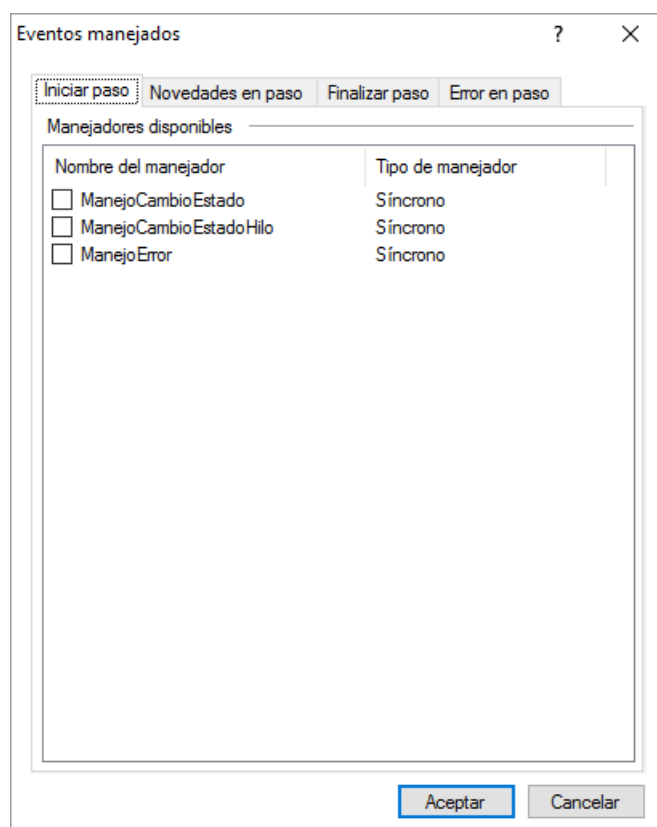 Eventos manejados ?
Iniciar paso Novedades en paso Finalizar paso Error en paso
Manejadores disponibles
Nombre del manejador Tipo de manejador
ManejoCambioEstado Síncrono
ManejoCambioEstadoHilo Síncrono
ManejoError Síncrono
Aceptar Cancelar